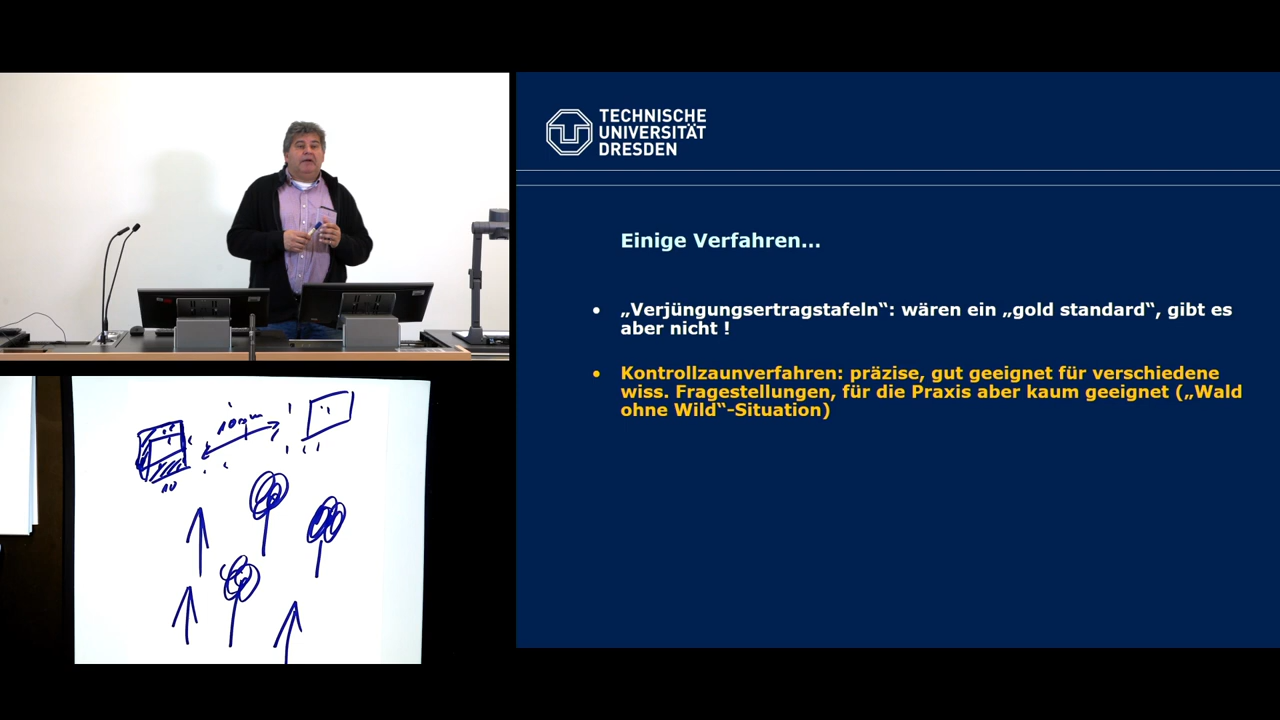 TECHNISCHE
UNIVERSITÄT
DRESDEN
Einige Verfahren...
• „Verjüngungsertragstafeln“: wären ein „gold standard“, gibt es
aber nicht !
• Kontrollzaunverfahren: präzise, gut geeignet für verschiedene
wiss. Fragestellungen, für die Praxis aber kaum geeignet („Wald
ohne Wild“-Situation)